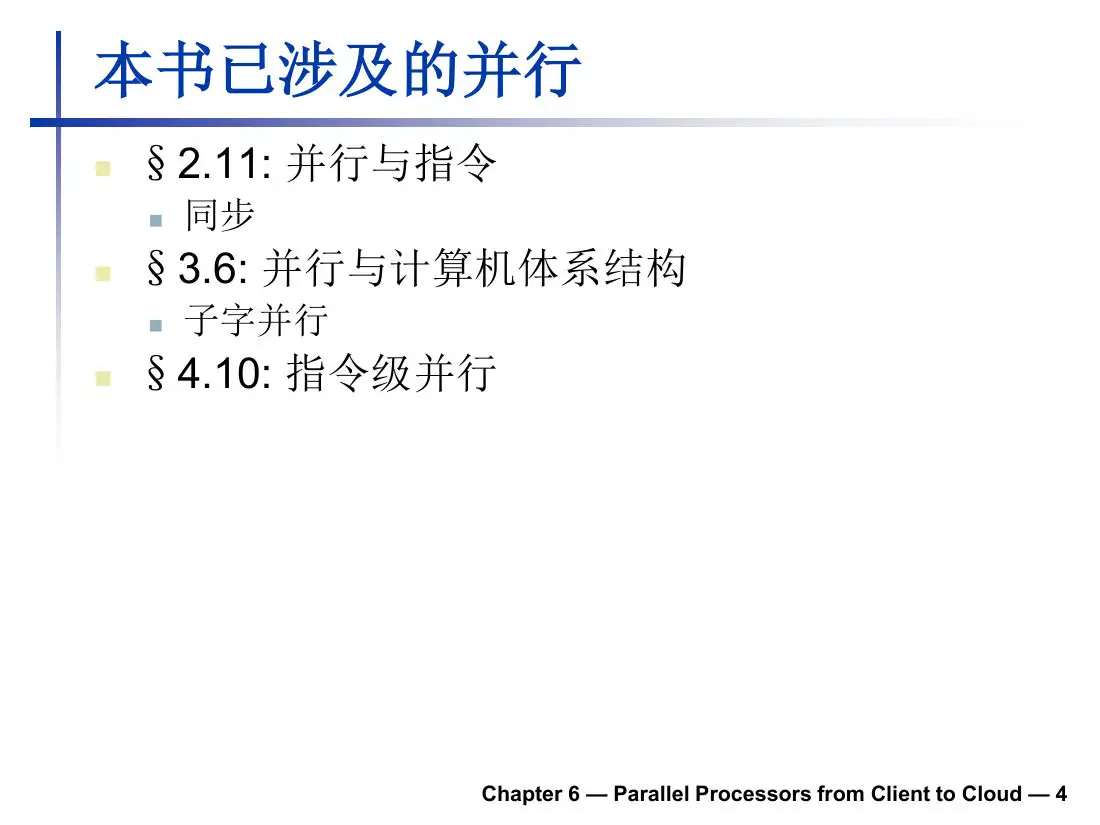 本书已涉及的并行
§2.11: 并行与指令
同步
§3.6: 并行与计算机体系结构
子字并行
§4.10: 指令级并行
Chapter 6 — Parallel Processors from Client to Cloud — 4